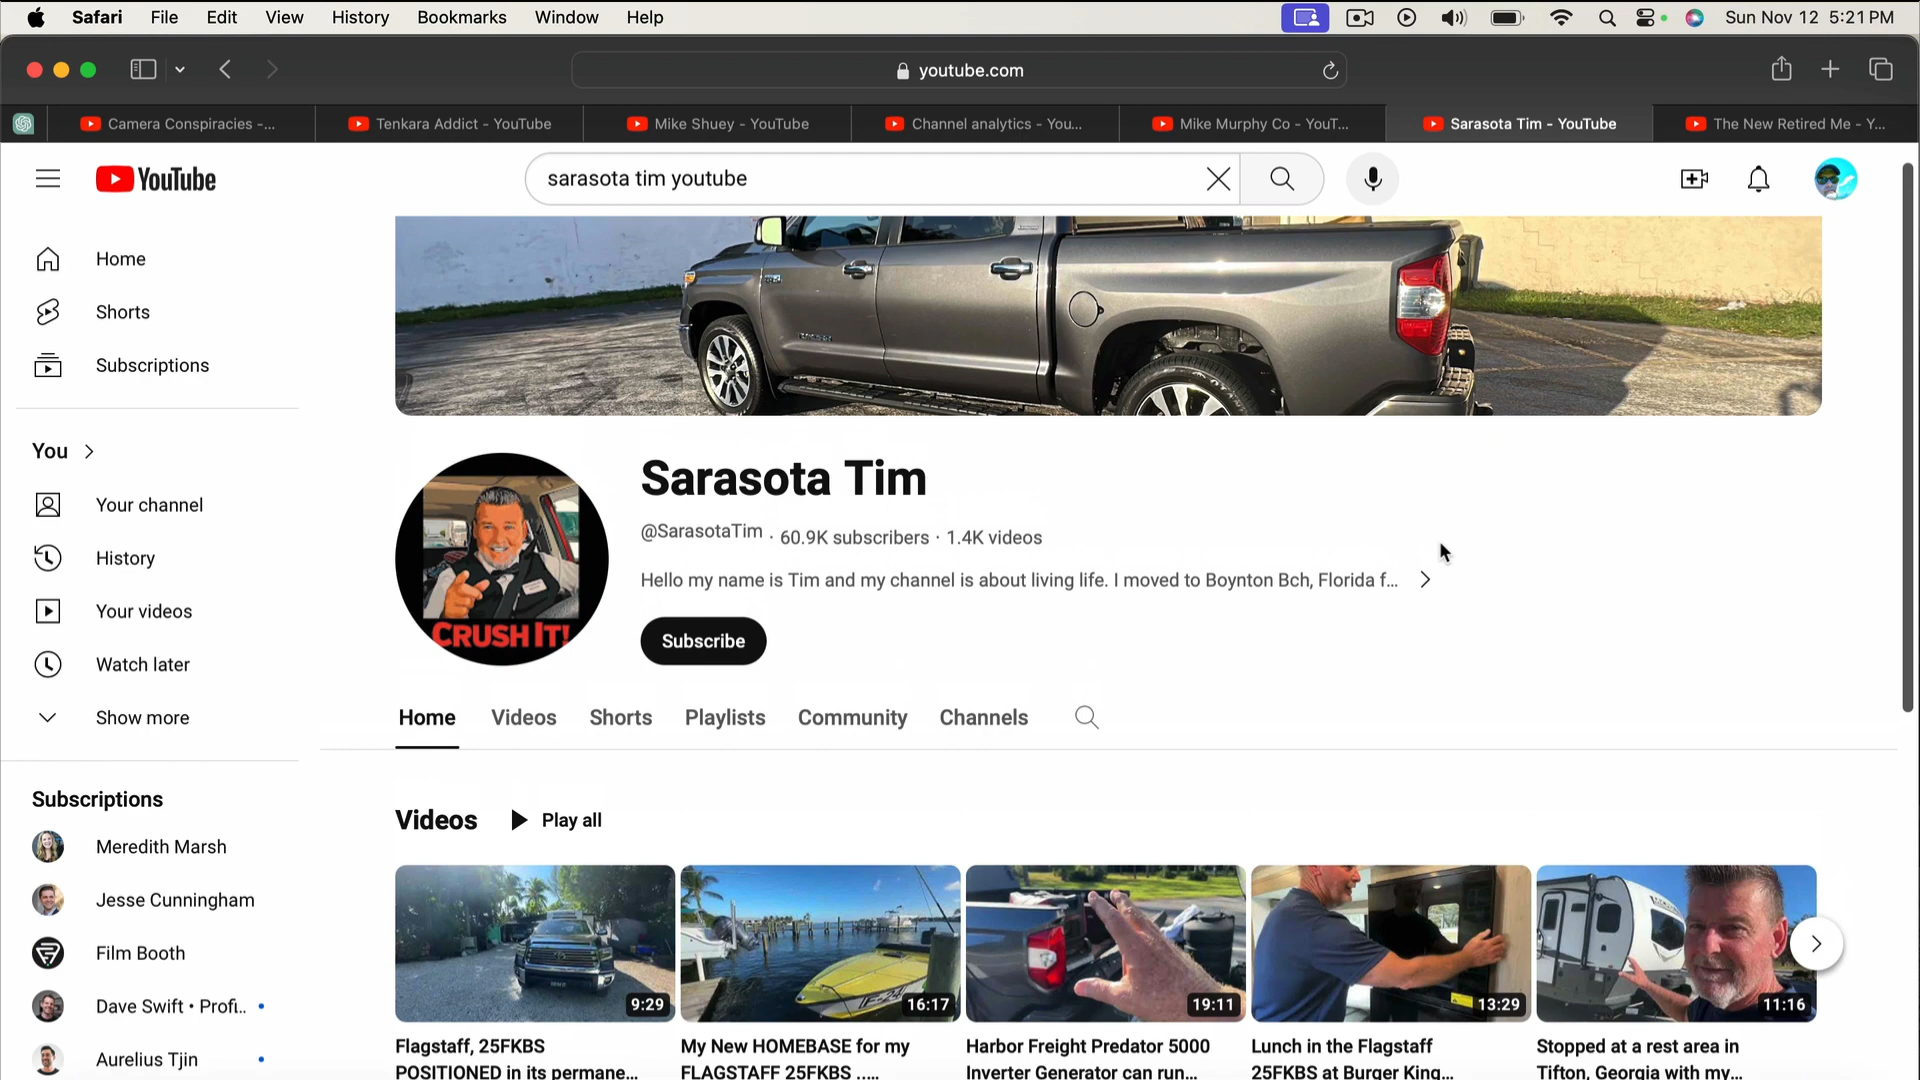 Safari File Edit View History Bookmarks Window Help Sun Nov 12 5:21 PM
youtube.com
Camera Conspiracies -... Tenkara Addict - YouTube Mike Shuey - YouTube Channel analytics - You... Mike Murphy Co - YouT... Sarasota Tim - YouTube The New Retired Me - Y...
YouTube
sarasota tim youtube
Home
Shorts
Subscriptions
You
Your channel
History
Your videos
Watch later
Show more
Subscriptions
Meredith Marsh
Jesse Cunningham
Film Booth
Dave Swift • Profi..
Aurelius Tjin
CRUSH IT!
Sarasota Tim
@SarasotaTim · 60.9K subscribers · 1.4K videos
Hello my name is Tim and my channel is about living life. I moved to Boynton Bch, Florida f...
Subscribe
Home Videos Shorts Playlists Community Channels
Videos Play all
9:29
16:17
19:11
13:29
11:16
Flagstaff, 25FKBS
POSITIONED in its permane...
My New HOMEBASE for my
FLAGSTAFF 25FKBS .....
Harbor Freight Predator 5000
Inverter Generator can run...
Lunch in the Flagstaff
25FKBS at Burger King...
Stopped at a rest area in
Tifton, Georgia with my...